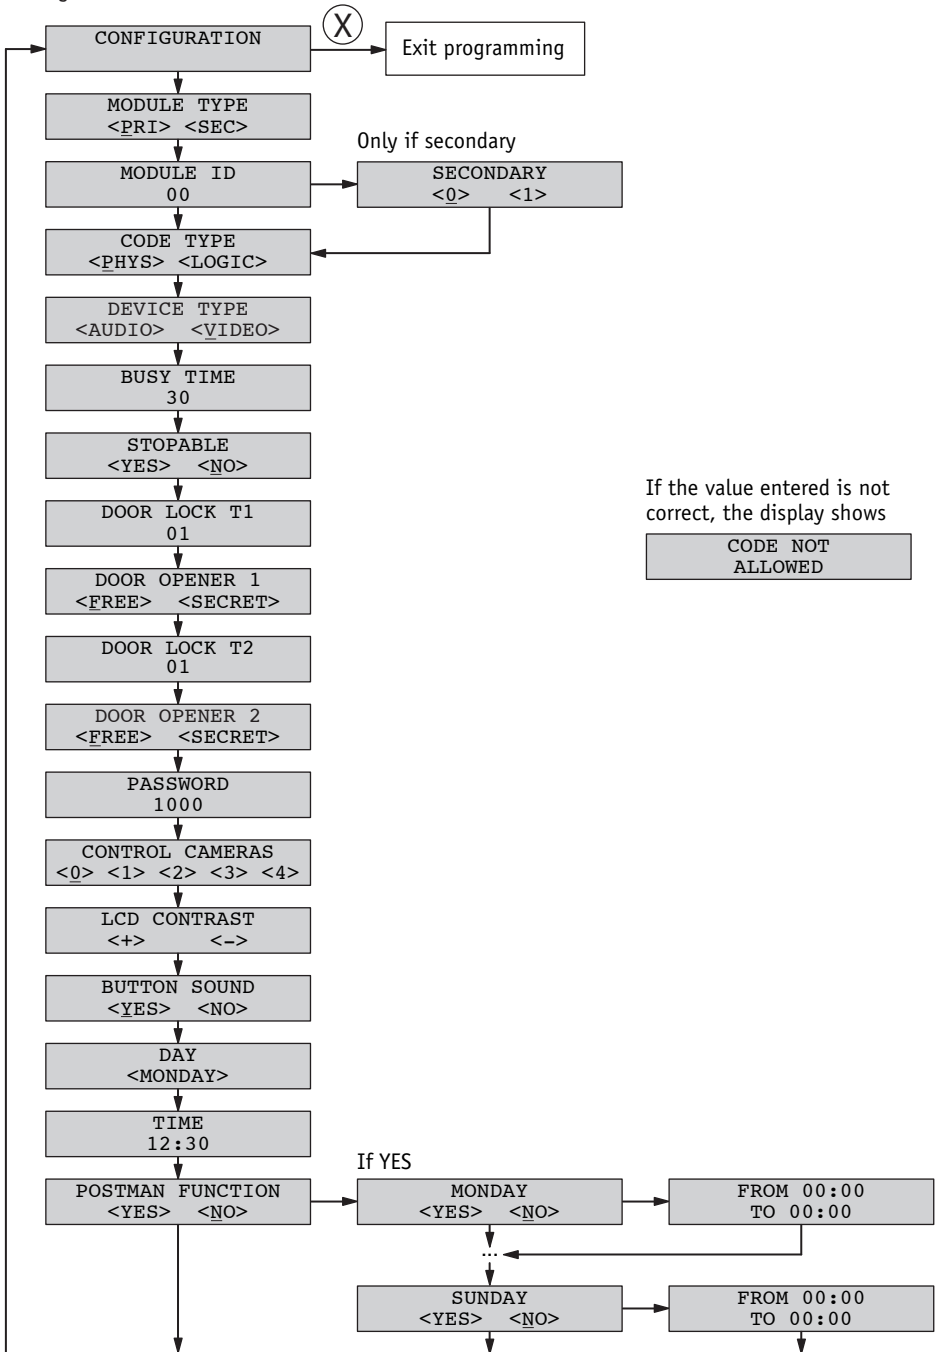 CONFIGURATION
X
Exit programming
MODULE TYPE
<PRI> <SEC>
Only if secondary
MODULE ID
00
SECONDARY
<0> <1>
CODE TYPE
<PHYS> <LOGIC>
DEVICE TYPE
<AUDIO> <VIDEO>
BUSY TIME
30
STOPABLE
<YES> <NO>
If the value entered is not
correct, the display shows
CODE NOT
ALLOWED
DOOR LOCK T1
01
DOOR OPENER 1
<FREE> <SECRET>
DOOR LOCK T2
01
DOOR OPENER 2
<FREE> <SECRET>
PASSWORD
1000
CONTROL CAMERAS
<0> <1> <2> <3> <4>
LCD CONTRAST
<+> <->
BUTTON SOUND
<YES> <NO>
DAY
<MONDAY>
TIME
12:30
If YES
POSTMAN FUNCTION
<YES> <NO>
MONDAY
<YES> <NO>
FROM 00:00
TO 00:00
...
SUNDAY
<YES> <NO>
FROM 00:00
TO 00:00